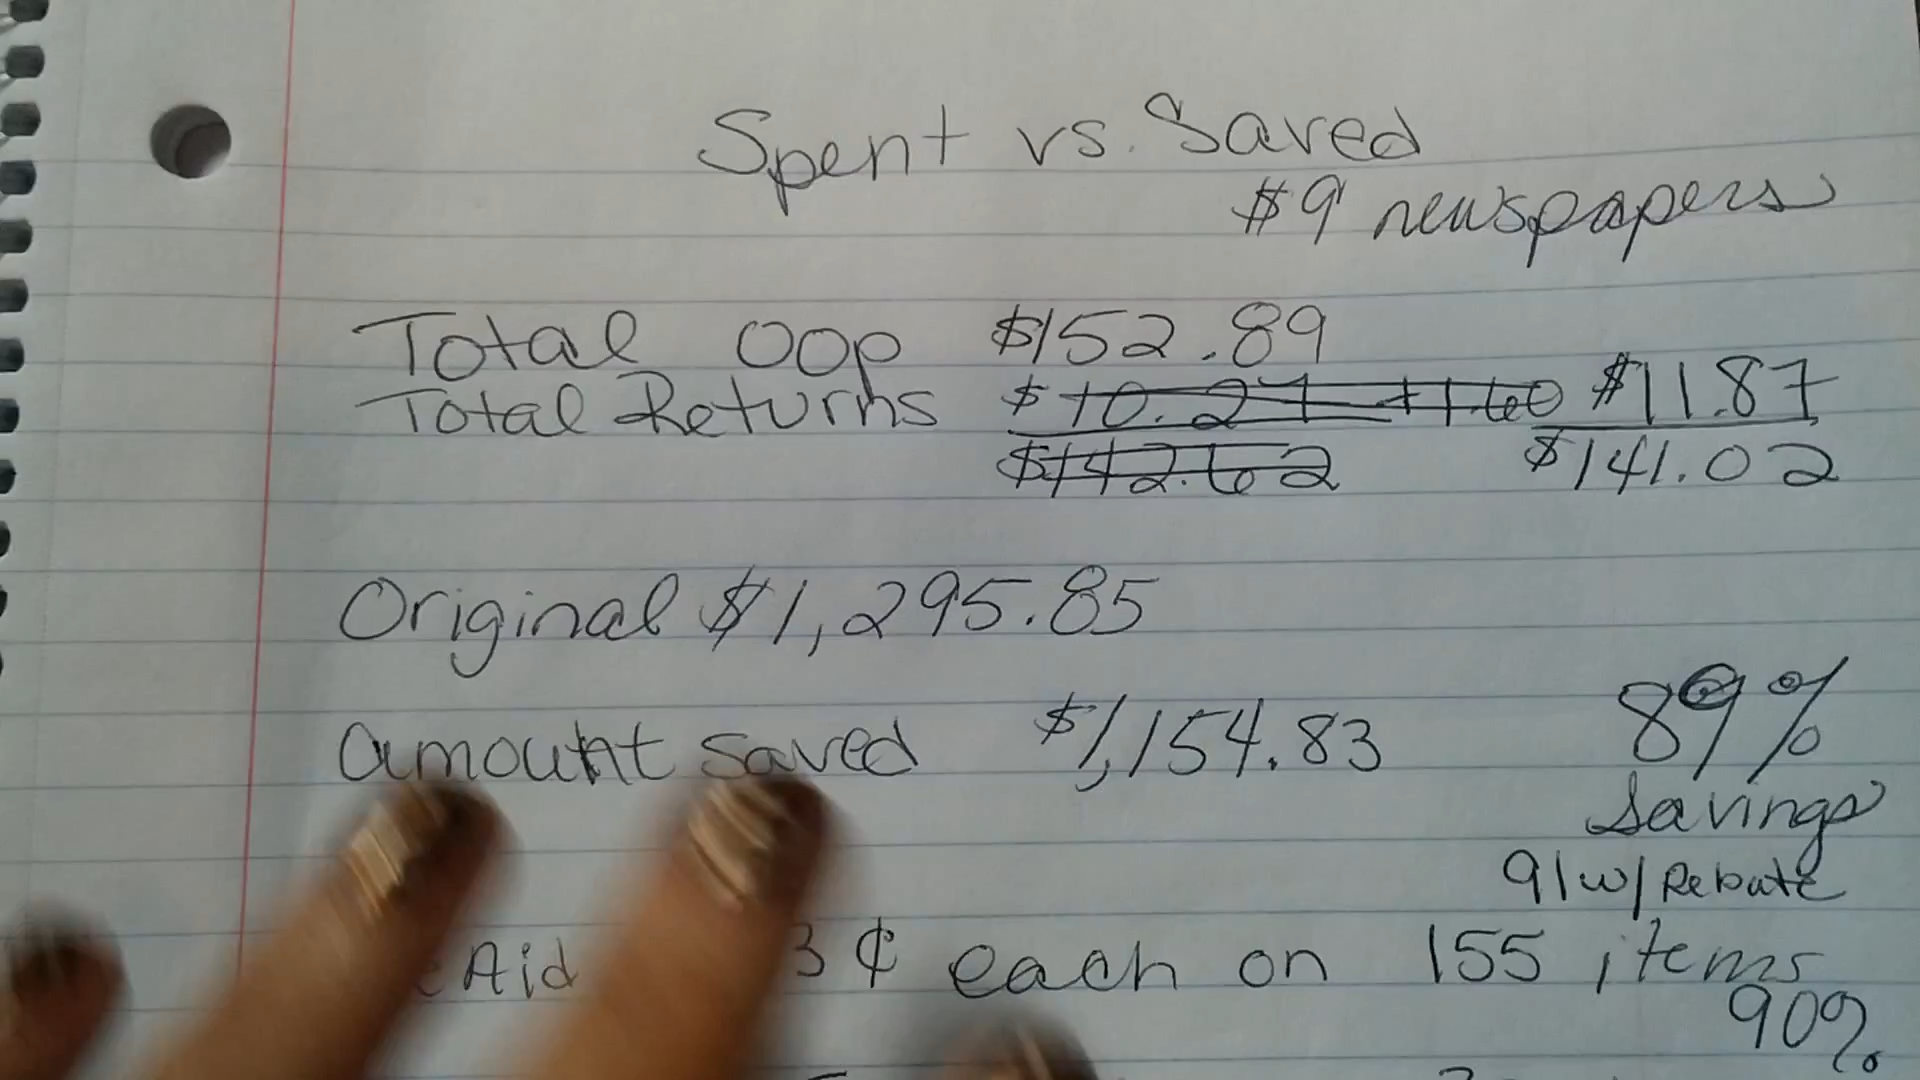 Spent vs. Saved
$9 newspapers
Total OOP $152.89
Total Returns $10.27 +1.60 $11.87
$142.62 $141.02
Original $1,295.85
amount saved $1,154.83 89%
Savings
91 w/ Rebate
Aid 3¢ each on 155 items
90%